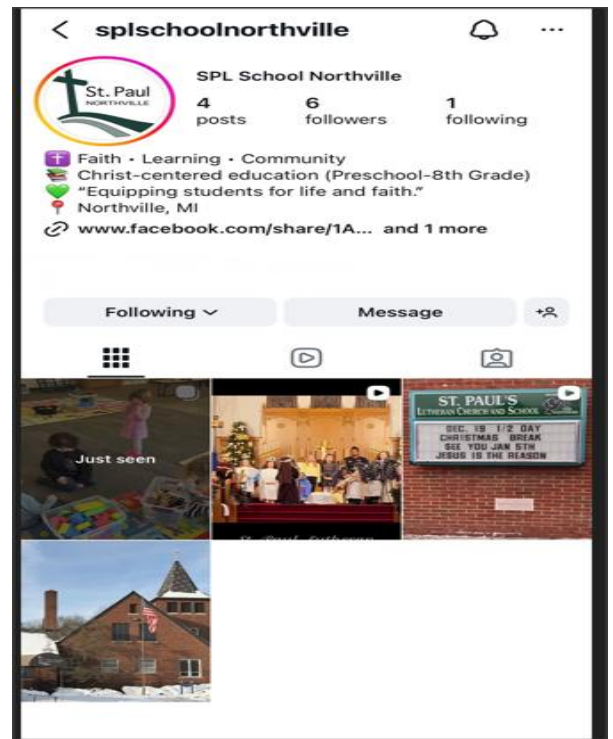 splschoolnorthville
St. Paul
NORTHVILLE
SPL School Northville
4 6 1
posts followers following
✝️ Faith • Learning • Community
📚 Christ-centered education (Preschool-8th Grade)
💚 “Equipping students for life and faith.”
📍 Northville, MI
www.facebook.com/share/1A... and 1 more
Following Message
Just seen
St. Paul Lutheran
ST. PAUL'S
LUTHERAN CHURCH AND SCHOOL
DEC. 19 1/2 DAY
CHRISTMAS BREAK
SEE YOU JAN 5TH
JESUS IS THE REASON